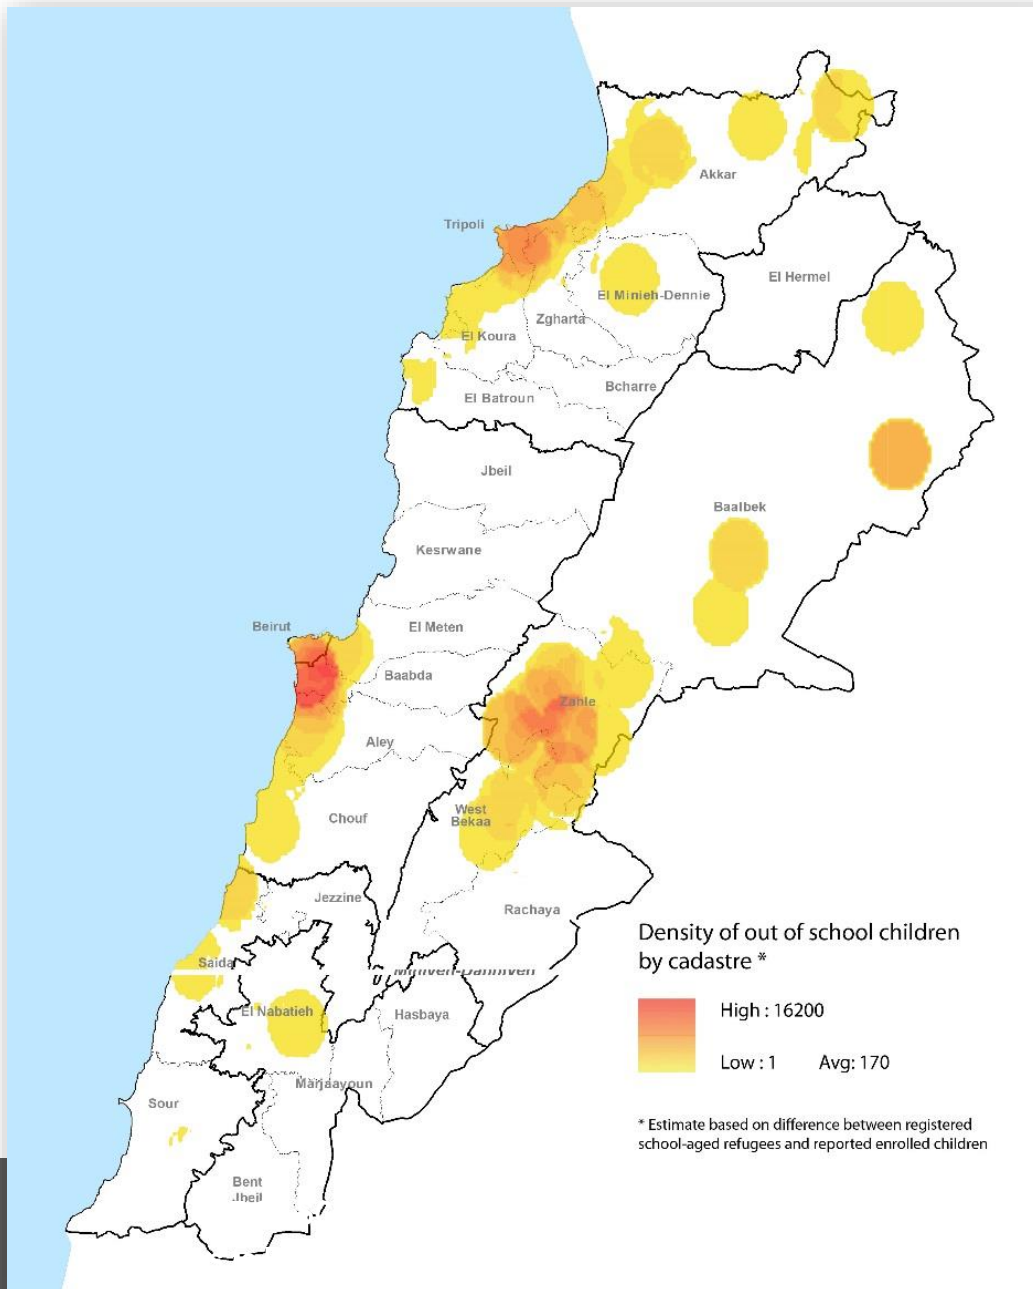 Akkar
Tripoli
El Hermel
El Minieh-Dennie
Zgharta
El Koura
Bcharre
El Batroun
Jbeil
Baalbek
Kesrwane
Beirut
El Meten
Baabda
Zahle
Aley
West
Bekaa
Chouf
Jezzine
Rachaya
Saida
El Nabatieh
Hasbaya
Marjaayoun
Sour
Bent
Jbeil
Density of out of school children
by cadastre *
High : 16200
Low : 1 Avg: 170
* Estimate based on difference between registered
school-aged refugees and reported enrolled children